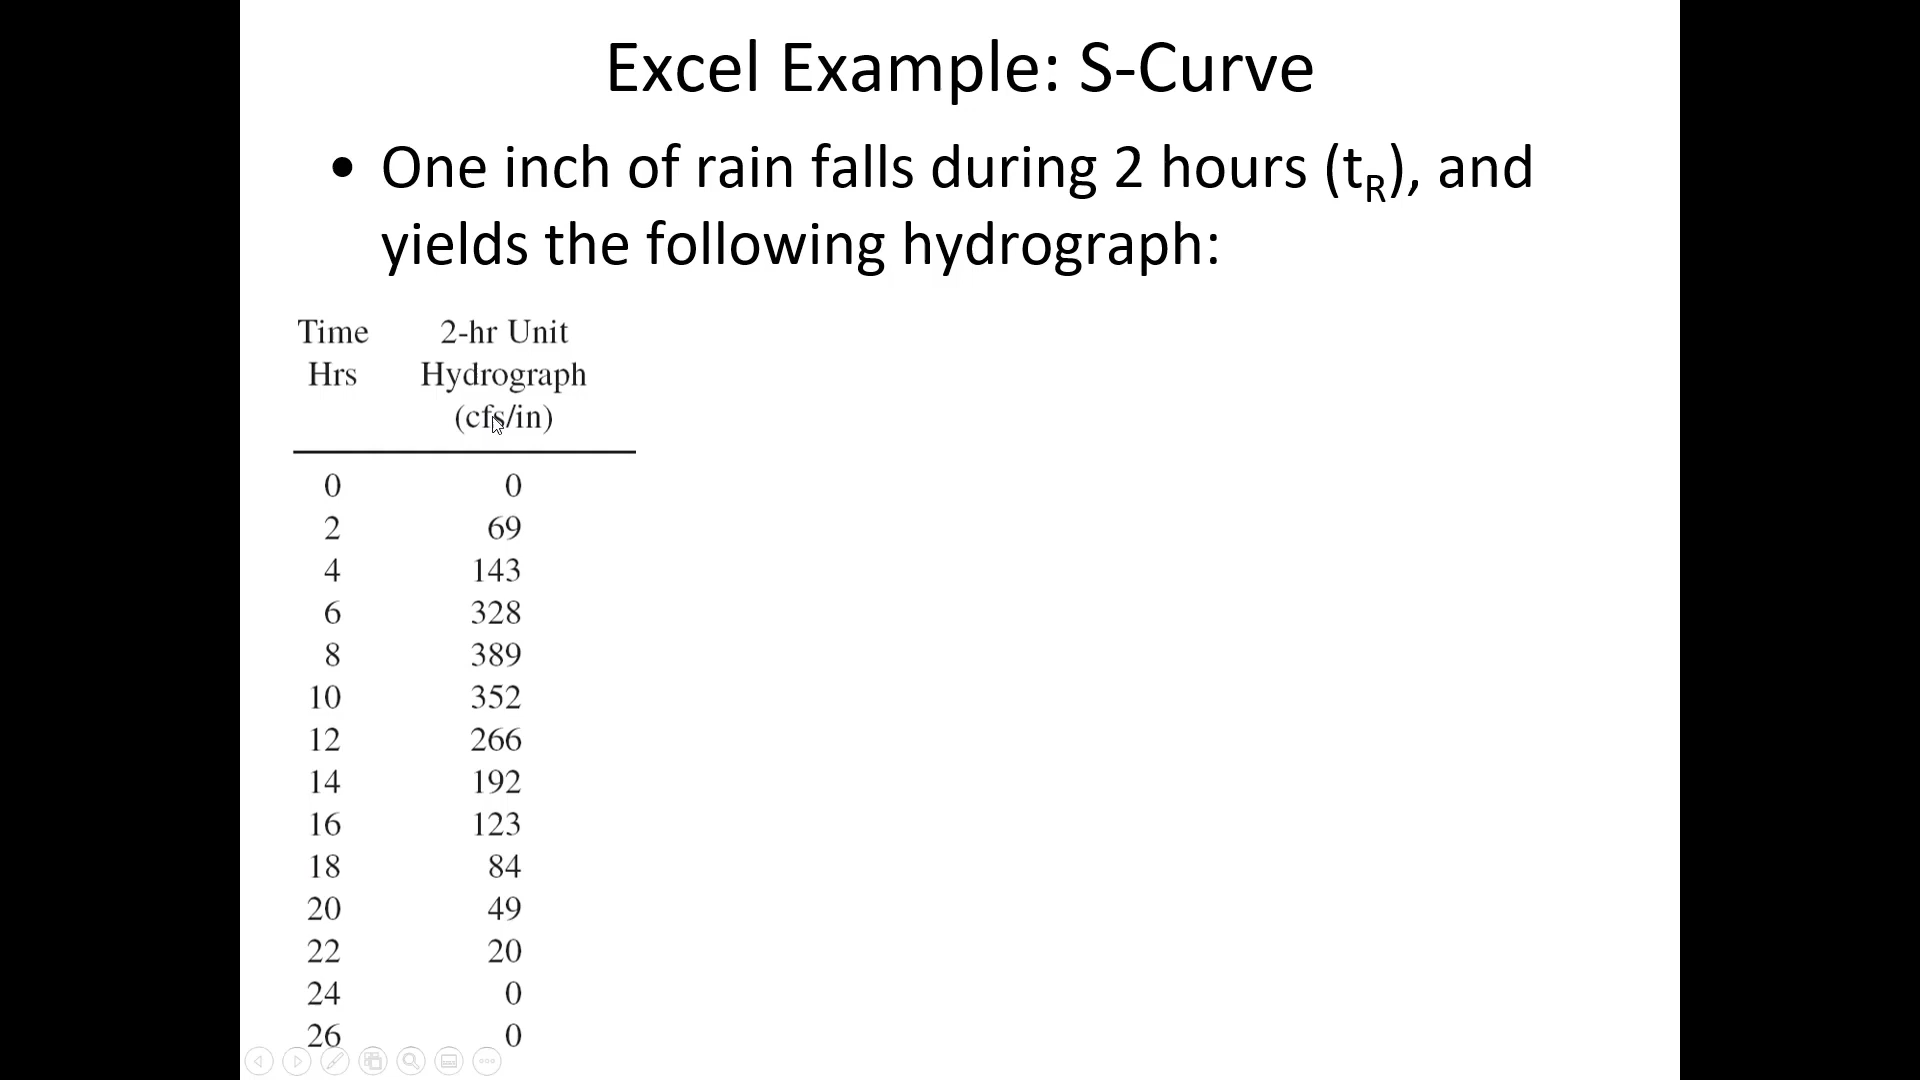 Excel Example: S-Curve
• One inch of rain falls during 2 hours (tR), and
yields the following hydrograph:
Time 2-hr Unit
Hrs Hydrograph
(cfs/in)
0 0
2 69
4 143
6 328
8 389
10 352
12 266
14 192
16 123
18 84
20 49
22 20
24 0
26 0